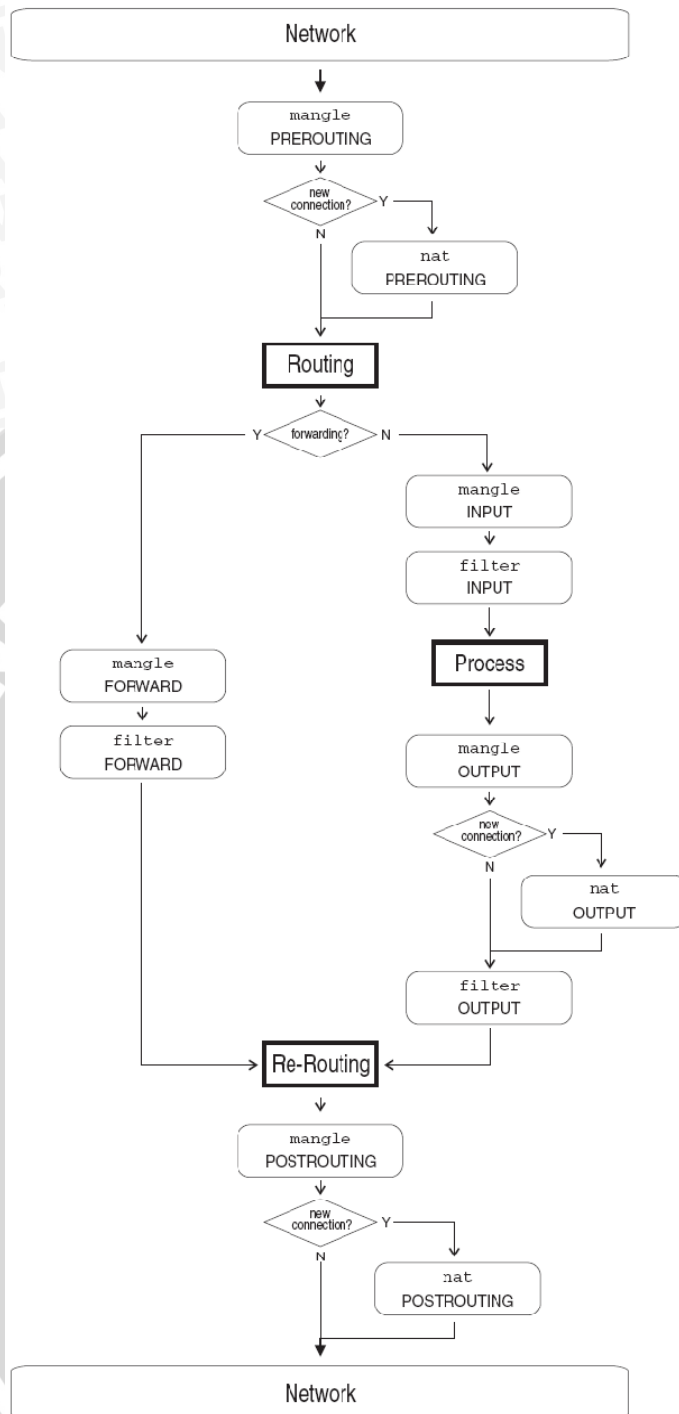 Network
mangle
PREROUTING
new
connection?
Y
N
nat
PREROUTING
Routing
Y
forwarding?
N
mangle
INPUT
filter
INPUT
mangle
FORWARD
Process
filter
FORWARD
mangle
OUTPUT
now
connection?
Y
N
nat
OUTPUT
filter
OUTPUT
Re-Routing
mangle
POSTROUTING
new
connection?
Y
N
nat
POSTROUTING
Network